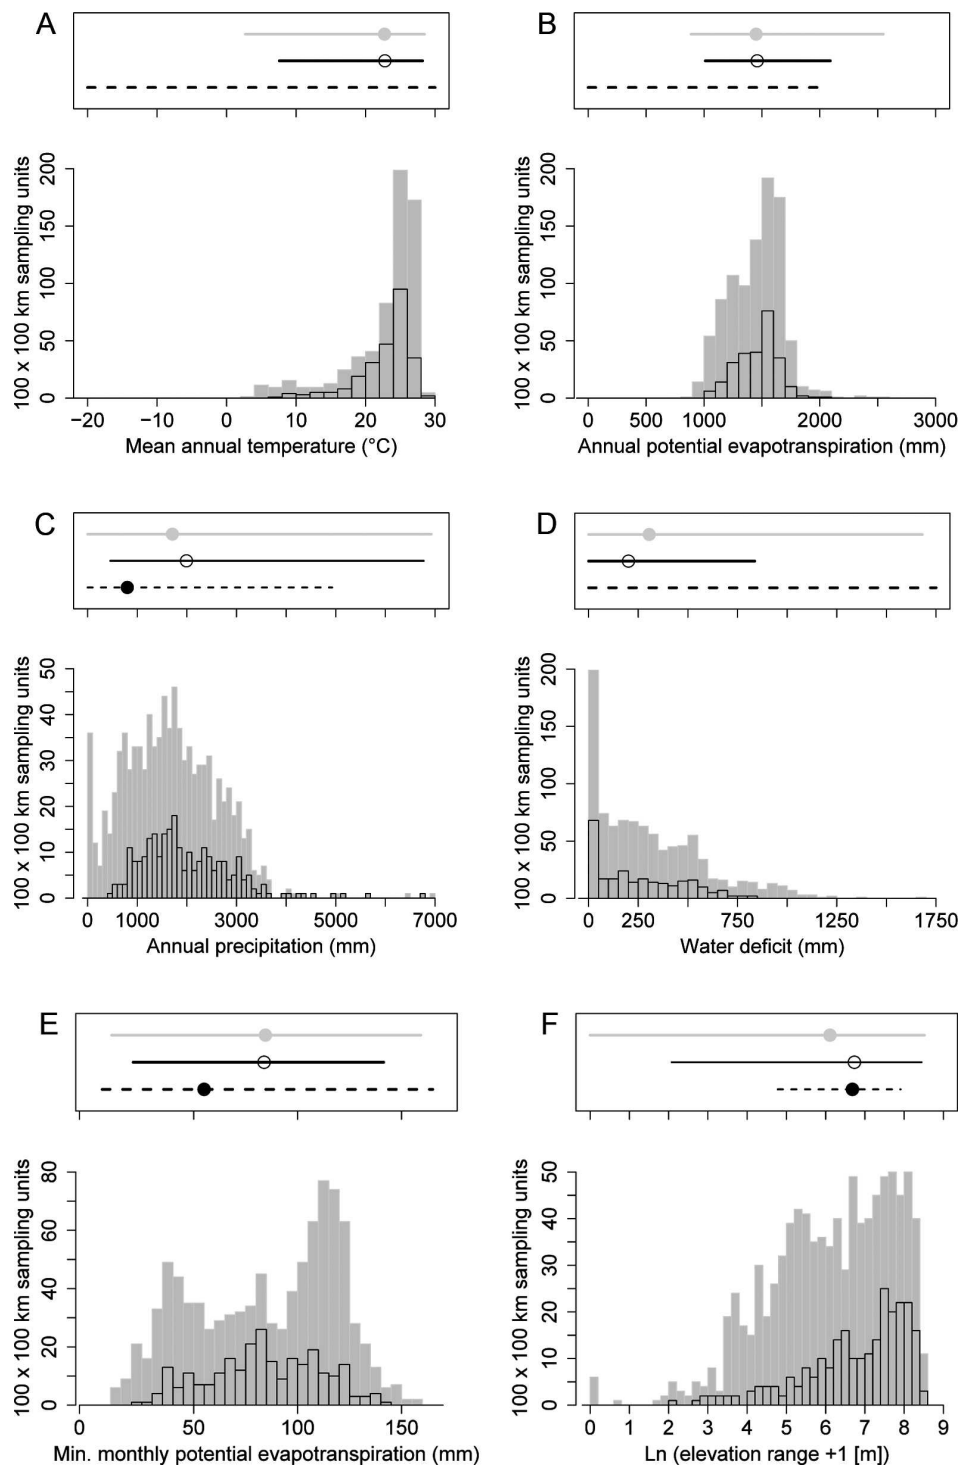 A
B
100 x 100 km sampling units
0 50 100 150 200
−20 −10 0 10 20 30
Mean annual temperature (°C)
100 x 100 km sampling units
0 50 100 150 200
0 500 1000 2000 3000
Annual potential evapotranspiration (mm)
C
D
100 x 100 km sampling units
0 10 20 30 40 50
0 1000 3000 5000 7000
Annual precipitation (mm)
100 x 100 km sampling units
0 50 100 150 200
0 250 750 1250 1750
Water deficit (mm)
E
F
100 x 100 km sampling units
0 20 40 60 80
0 50 100 150
Min. monthly potential evapotranspiration (mm)
100 x 100 km sampling units
0 10 20 30 40 50
0 1 2 3 4 5 6 7 8 9
Ln (elevation range +1 [m])